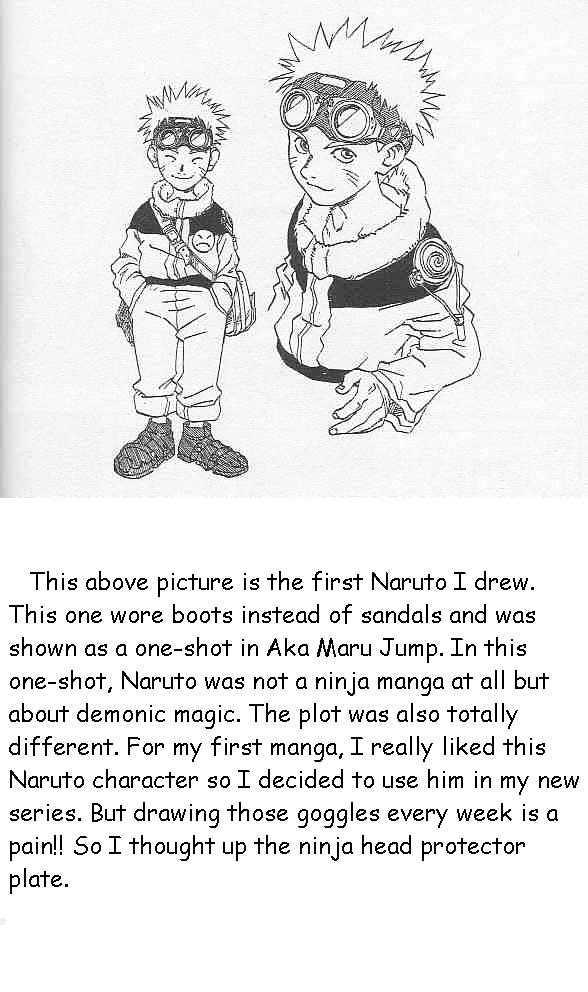 This above picture is the first Naruto I drew.
This one wore boots instead of sandals and was
shown as a one-shot in Aka Maru Jump. In this
one-shot, Naruto was not a ninja manga at all but
about demonic magic. The plot was also totally
different. For my first manga, I really liked this
Naruto character so I decided to use him in my new
series. But drawing those goggles every week is a
pain!! So I thought up the ninja head protector
plate.